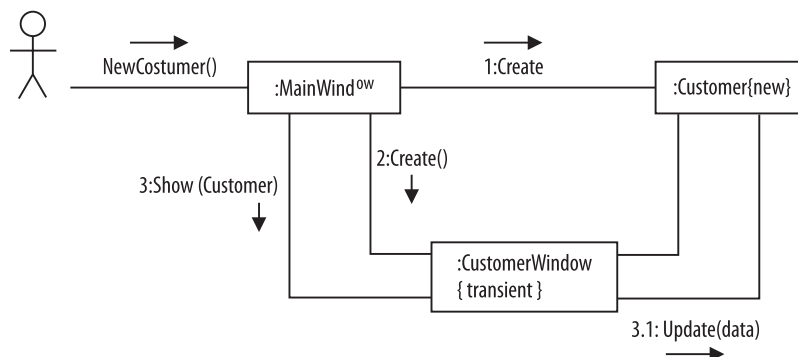 NewCostumer()
1:Create
:MainWindow
:Customer{new}
2:Create()
3:Show (Customer)
:CustomerWindow
{ transient }
3.1: Update(data)